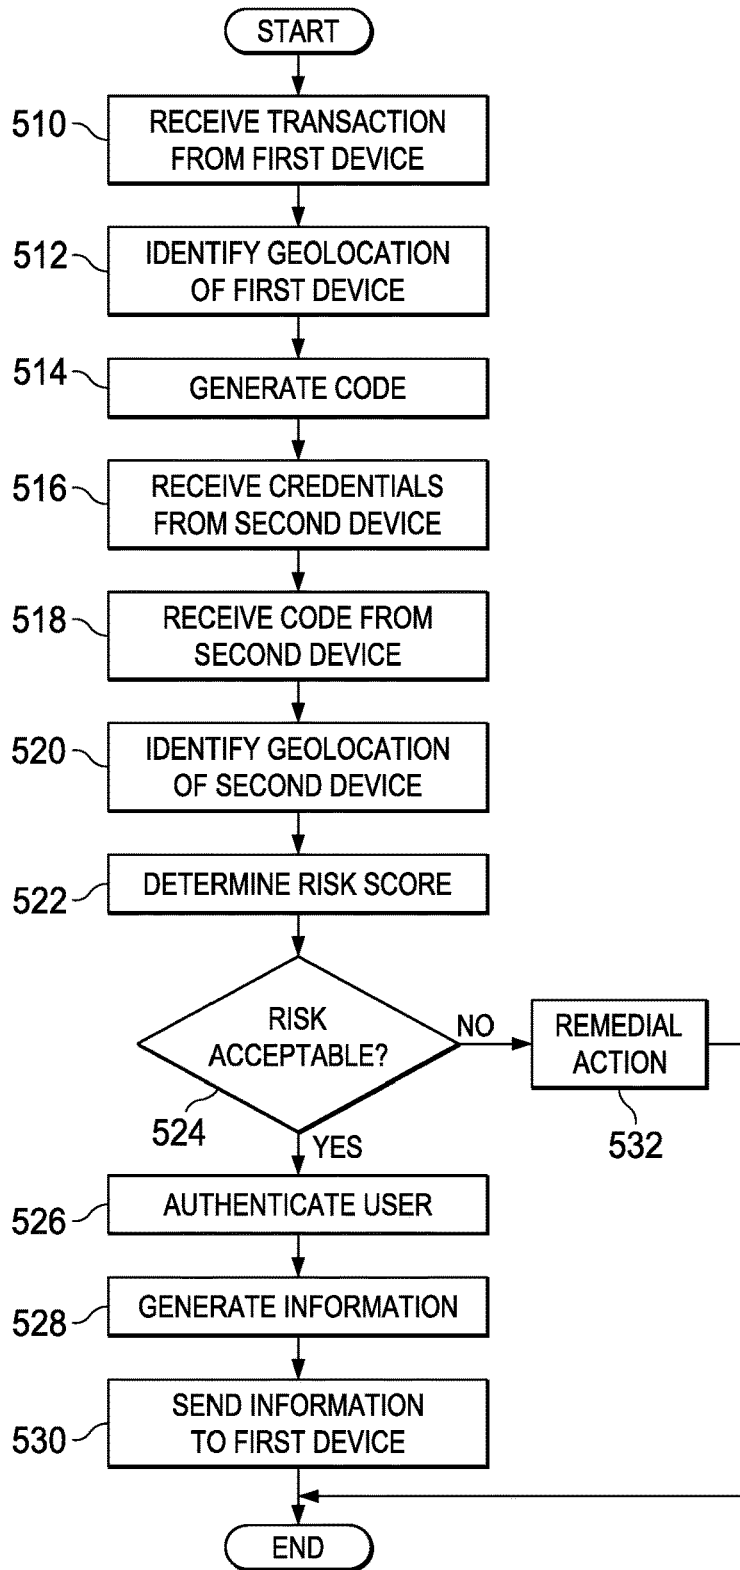 START
510
RECEIVE TRANSACTION
FROM FIRST DEVICE
512
IDENTIFY GEOLOCATION
OF FIRST DEVICE
514
GENERATE CODE
516
RECEIVE CREDENTIALS
FROM SECOND DEVICE
518
RECEIVE CODE FROM
SECOND DEVICE
520
IDENTIFY GEOLOCATION
OF SECOND DEVICE
522
DETERMINE RISK SCORE
RISK
ACCEPTABLE?
524
NO
REMEDIAL
ACTION
532
YES
526
AUTHENTICATE USER
528
GENERATE INFORMATION
530
SEND INFORMATION
TO FIRST DEVICE
END